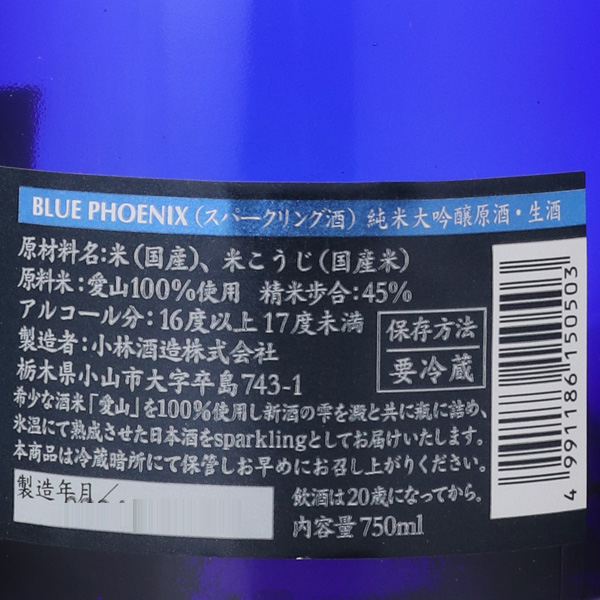 BLUE PHOENIX（スパークリング酒）純米大吟醸原酒・生酒
原材料名：米（国産）、米こうじ（国産米）
原料米：愛山100％使用　精米歩合：45％
アルコール分：16度以上17度未満
製造者：小林酒造株式会社
栃木県小山市大字卒島743-1
保存方法
要冷蔵
希少な酒米「愛山」を100％使用し新酒の雫を澱と共に瓶に詰め、
氷温にて熟成させた日本酒をsparklingとしてお届けいたします。
本商品は冷蔵暗所にて保管しお早めにお召し上がりください。
製造年月
飲酒は20歳になってから。
内容量750ml
4 991186 150503